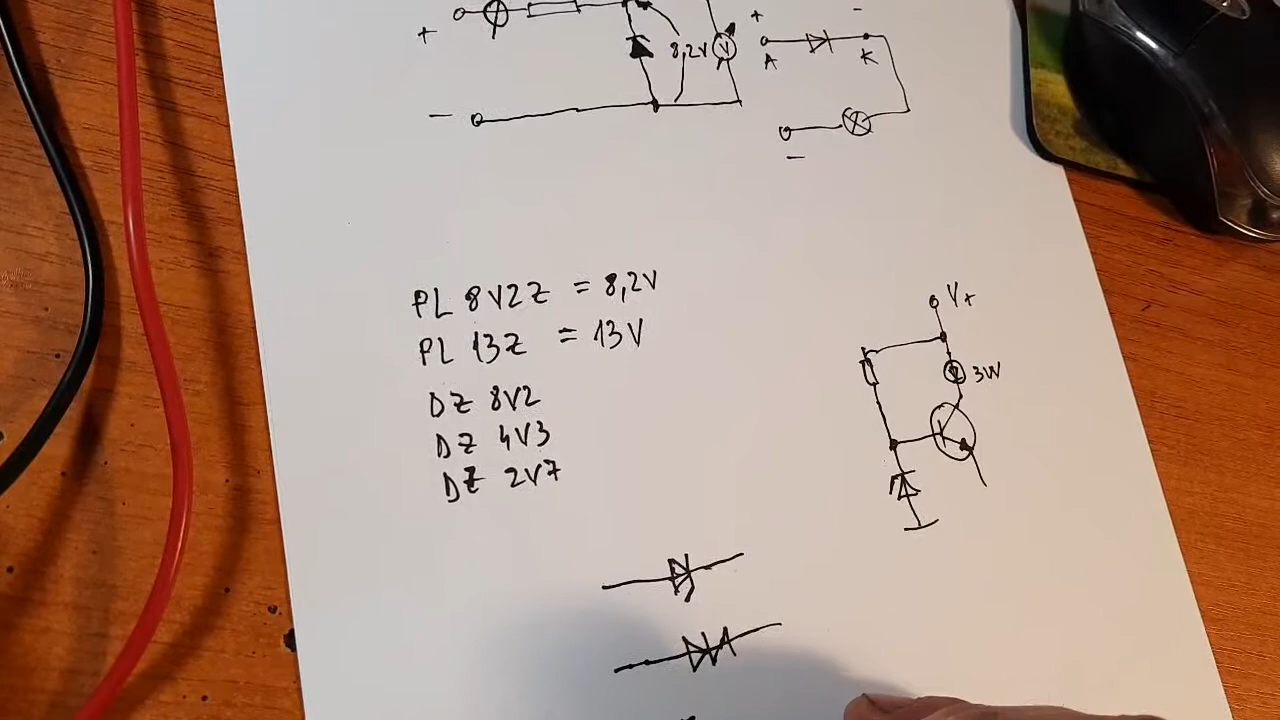 + + -
8,2V V A K
-
-
PL 8V2Z = 8,2V
PL 13Z = 13V
DZ 8V2
DZ 4V3
DZ 2V7
V+
3W